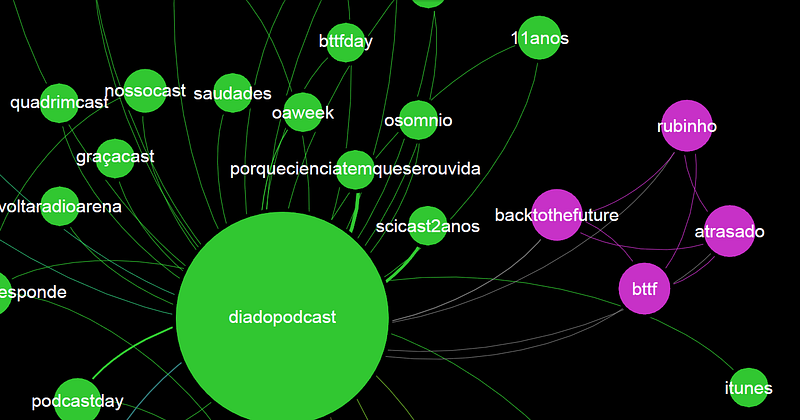 bttfday
11anos
quadrimcast
nossocast
saudades
oaweek
osomnio
rubinho
graçacast
porquecienciatemqueserouvida
voltaradioarena
scicast2anos
backtothefuture
atrasado
esponde
bttf
diadopodcast
itunes
podcastday